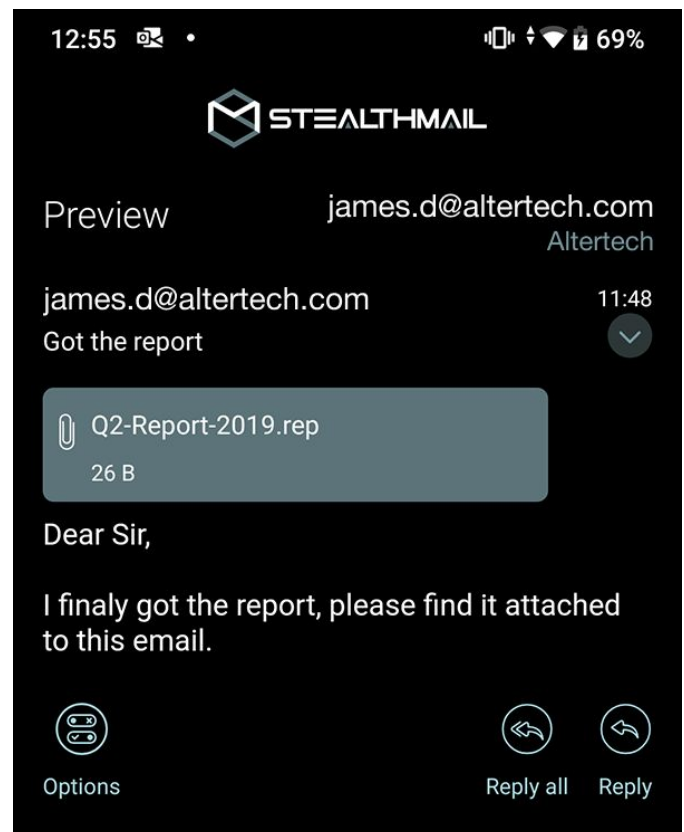 12:55 69%
STEALTHMAIL
Preview james.d@altertech.com
Altertech
james.d@altertech.com 11:48
Got the report
Q2-Report-2019.rep
26 B
Dear Sir,
I finaly got the report, please find it attached
to this email.
Options Reply all Reply